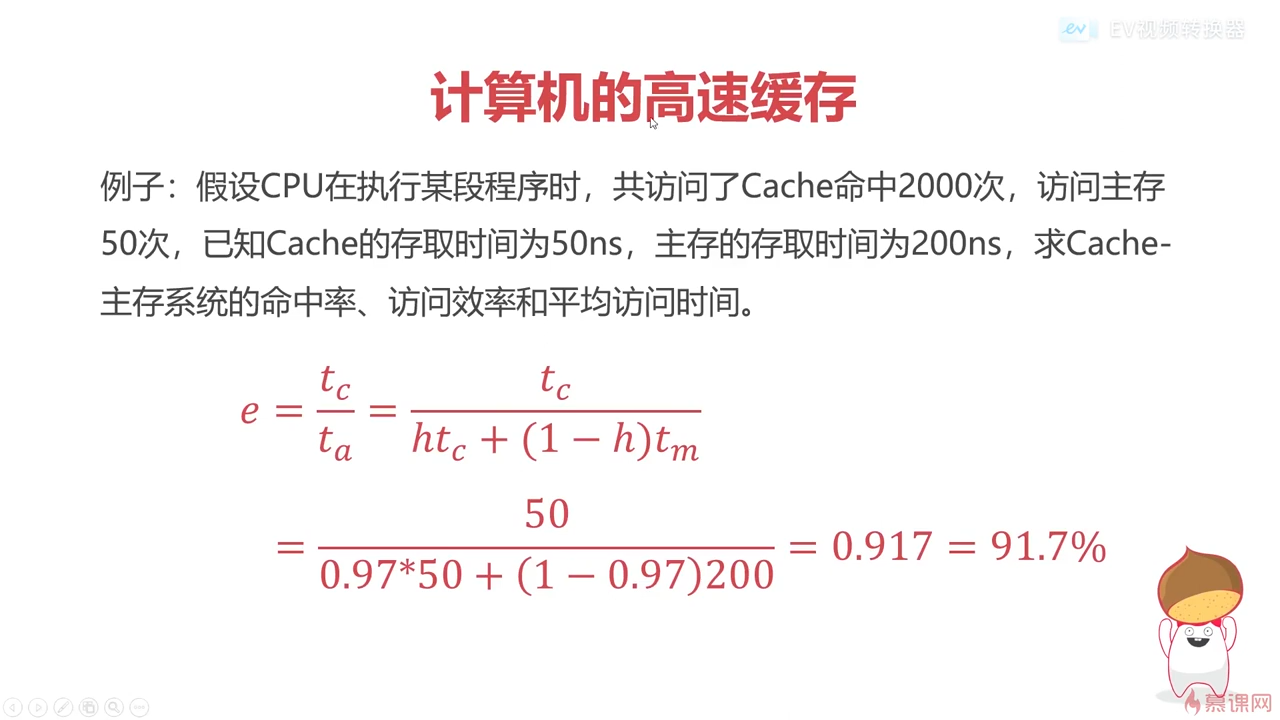 EV视频转换器
计算机的高速缓存
例子：假设CPU在执行某段程序时，共访问了Cache命中2000次，访问主存
50次，已知Cache的存取时间为50ns，主存的存取时间为200ns，求Cache-
主存系统的命中率、访问效率和平均访问时间。
e = t_c / t_a = t_c / (ht_c + (1 − h)t_m)
= 50 / (0.97*50 + (1 − 0.97)200) = 0.917 = 91.7%
慕课网